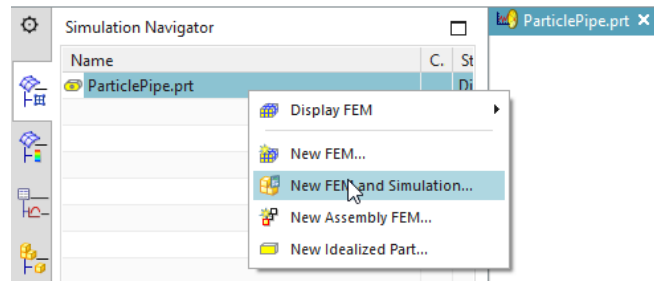 Simulation Navigator
ParticlePipe.prt
Name C. St
ParticlePipe.prt Di
Display FEM
New FEM...
New FEM and Simulation...
New Assembly FEM...
New Idealized Part...